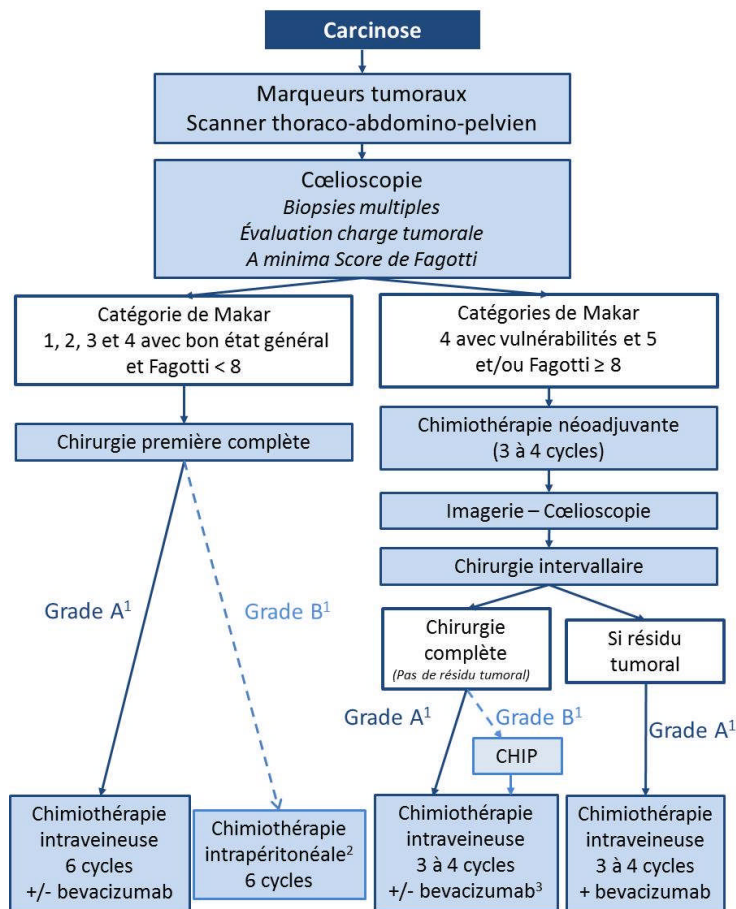 Carcinose
Marqueurs tumoraux
Scanner thoraco-abdomino-pelvien
Cœlioscopie
Biopsies multiples
Évaluation charge tumorale
A minima Score de Fagotti
Catégorie de Makar
1, 2, 3 et 4 avec bon état général
et Fagotti < 8
Catégories de Makar
4 avec vulnérabilités et 5
et/ou Fagotti ≥ 8
Chirurgie première complète
Chimiothérapie néoadjuvante
(3 à 4 cycles)
Imagerie – Cœlioscopie
Chirurgie intervallaire
Grade A¹
Grade B¹
Chirurgie
complète
(Pas de résidu tumoral)
Si résidu
tumoral
Grade A¹
Grade B¹
Grade A¹
CHIP
Chimiothérapie
intraveineuse
6 cycles
+/- bevacizumab
Chimiothérapie
intrapéritonéale²
6 cycles
Chimiothérapie
intraveineuse
3 à 4 cycles
+/- bevacizumab³
Chimiothérapie
intraveineuse
3 à 4 cycles
+ bevacizumab